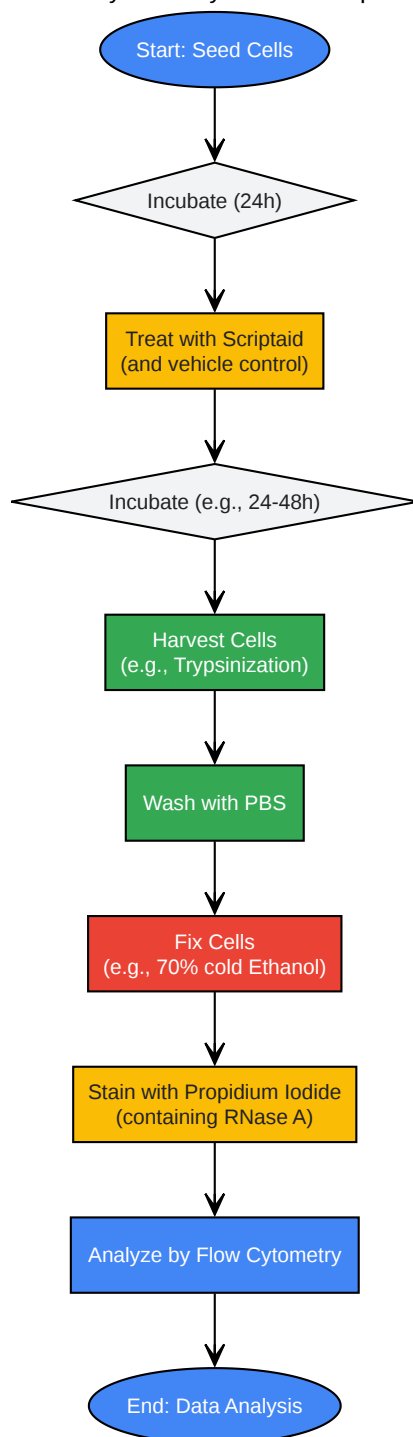 Start: Seed Cells
Incubate (24h)
Treat with Scriptaid
(and vehicle control)
Incubate (e.g., 24-48h)
Harvest Cells
(e.g., Trypsinization)
Wash with PBS
Fix Cells
(e.g., 70% cold Ethanol)
Stain with Propidium Iodide
(containing RNase A)
Analyze by Flow Cytometry
End: Data Analysis